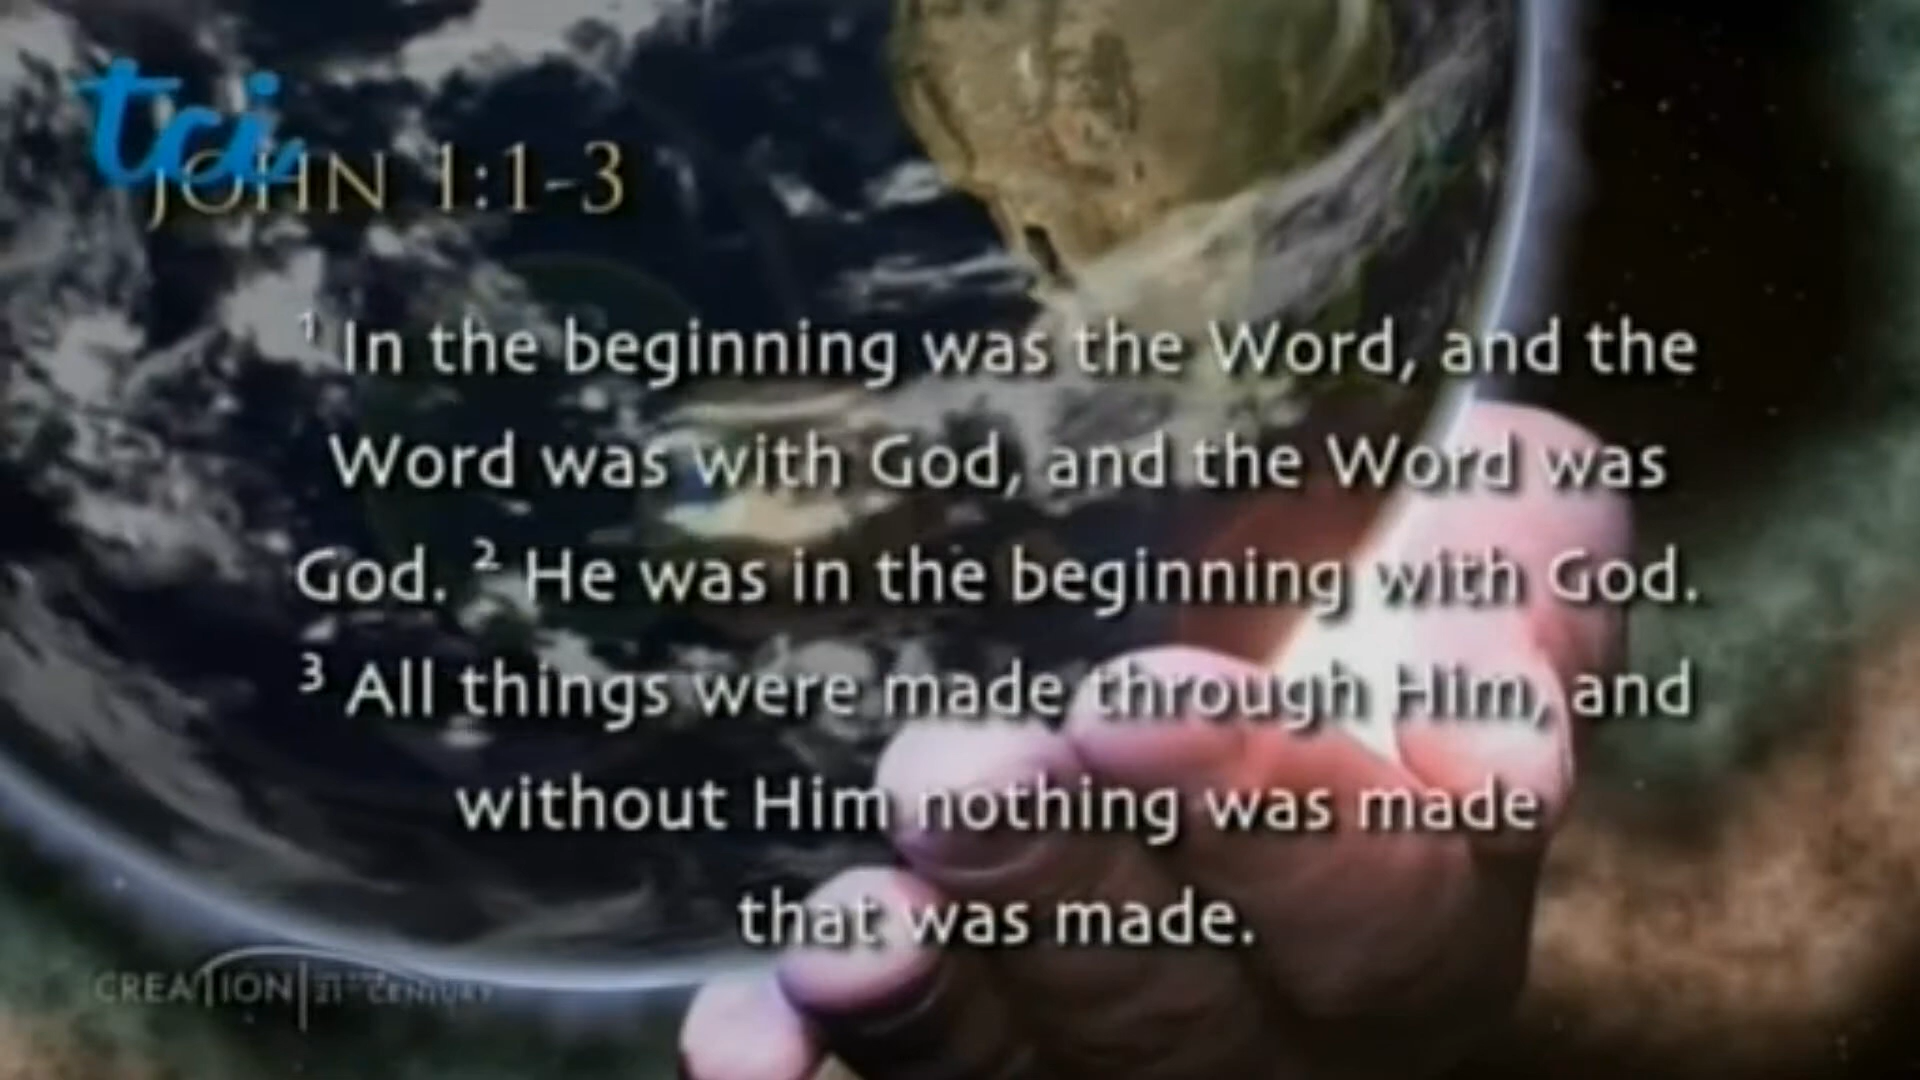 tci
JOHN 1:1-3
¹ In the beginning was the Word, and the
Word was with God, and the Word was
God. ² He was in the beginning with God.
³ All things were made through Him, and
without Him nothing was made
that was made.
CREATION 21ST CENTURY